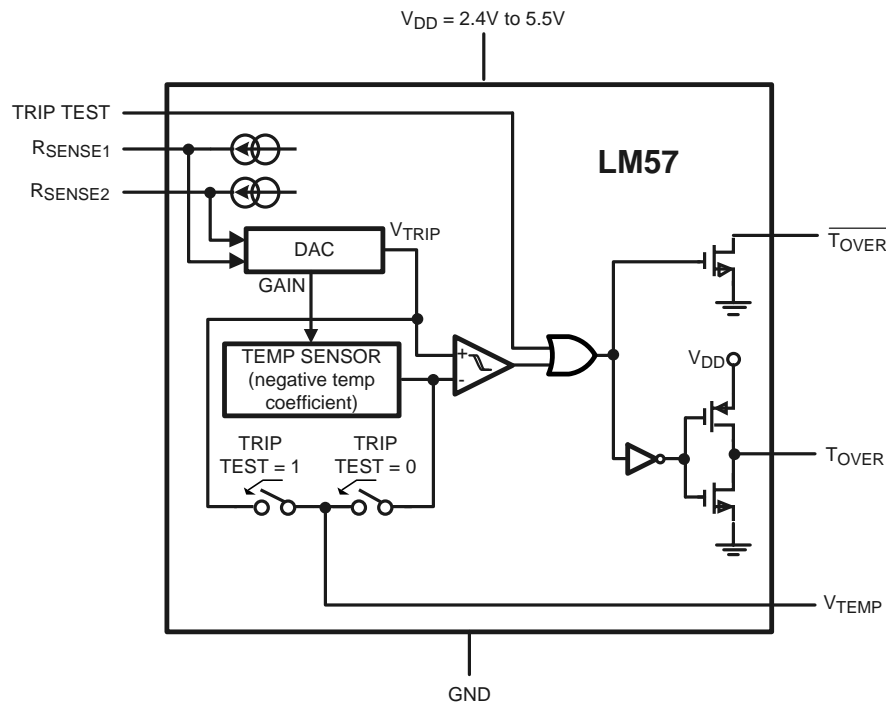 VDD = 2.4V to 5.5V
TRIP TEST
RSENSE1
RSENSE2
LM57
VTRIP
DAC
GAIN
TOVER
TEMP SENSOR
(negative temp
coefficient)
+
-
VDD
TRIP
TEST = 1
TRIP
TEST = 0
TOVER
VTEMP
GND